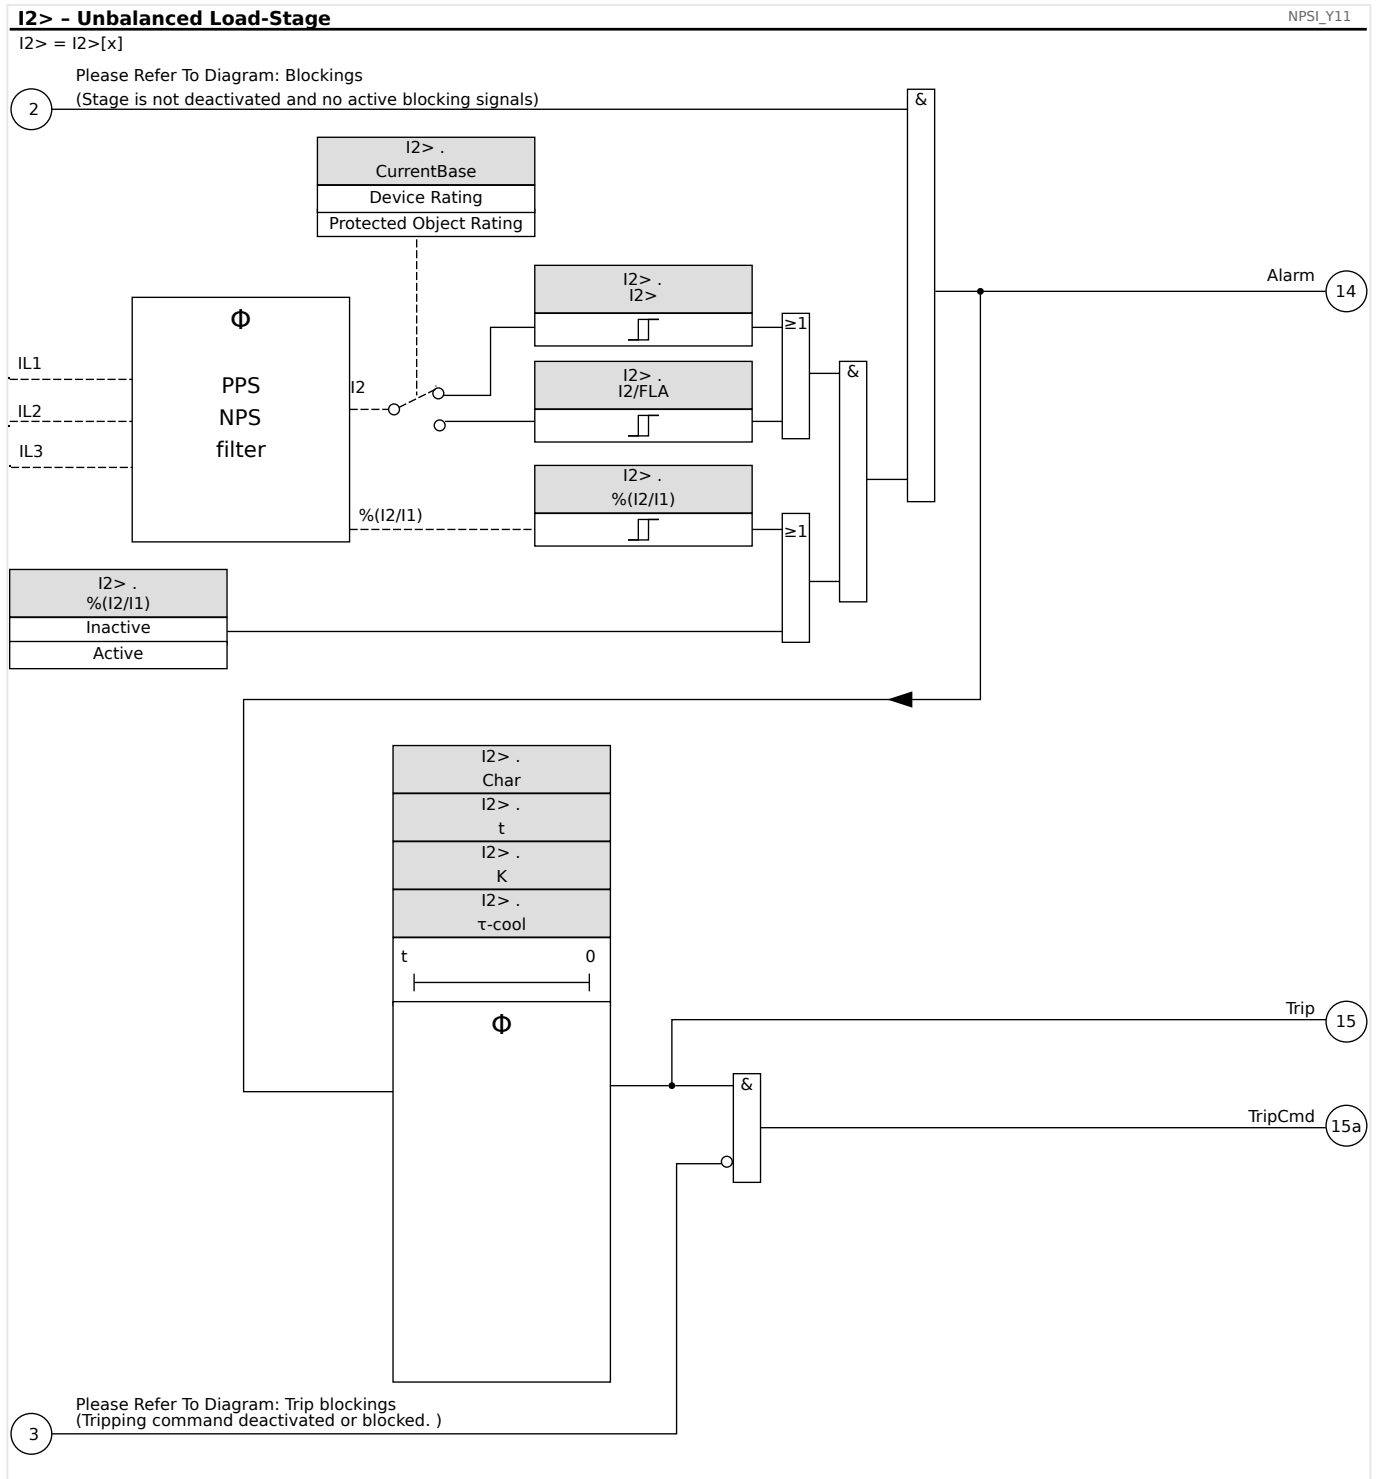 I2> – Unbalanced Load-Stage
NPSI_Y11
I2> = I2>[x]
Please Refer To Diagram: Blockings
2
(Stage is not deactivated and no active blocking signals)
&
I2> .
CurrentBase
Device Rating
Protected Object Rating
I2> .
I2>
Alarm
14
Φ
≥1
IL1
PPS
I2
I2> .
I2/FLA
&
IL2
NPS
IL3
filter
I2> .
%(I2/I1)
%(I2/I1)
≥1
I2> .
%(I2/I1)
Inactive
Active
I2> .
Char
I2> .
t
I2> .
K
I2> .
τ-cool
t 0
Φ
Trip
15
&
TripCmd
15a
Please Refer To Diagram: Trip blockings
(Tripping command deactivated or blocked. )
3